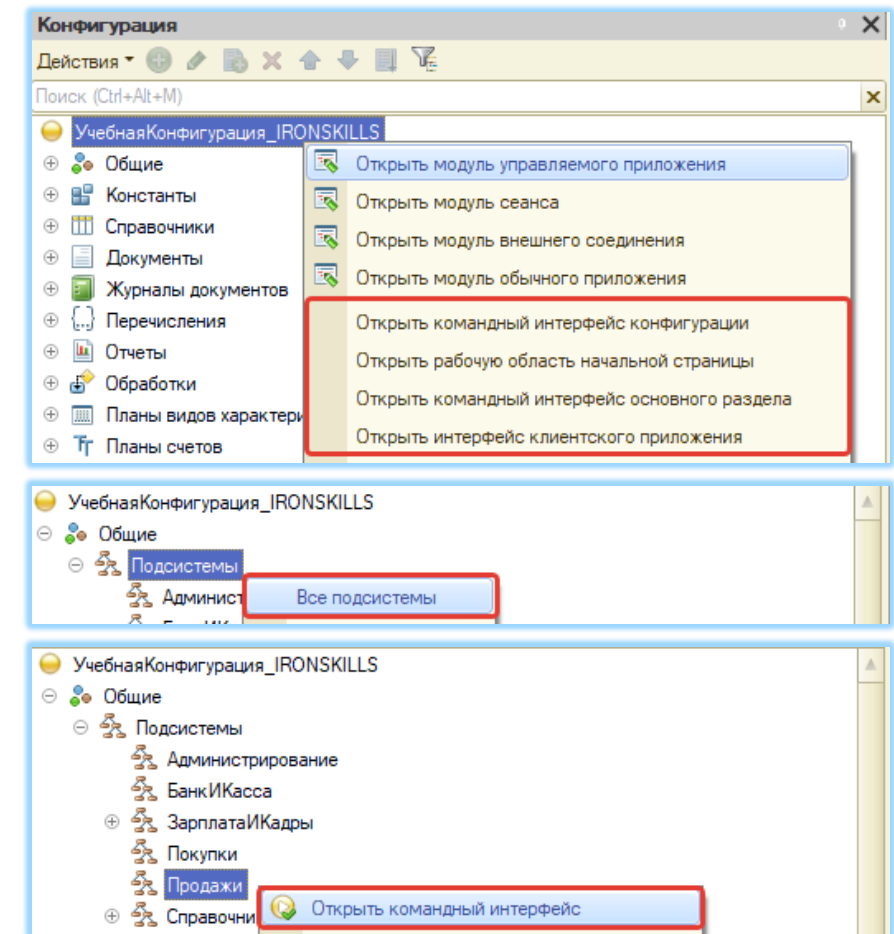 Конфигурация
Действия
Поиск (Ctrl+Alt+M)
УчебнаяКонфигурация_IRONSKILLS
Общие
Открыть модуль управляемого приложения
Константы
Открыть модуль сеанса
Справочники
Открыть модуль внешнего соединения
Документы
Журналы документов
Открыть модуль обычного приложения
Перечисления
Открыть командный интерфейс конфигурации
Отчеты
Открыть рабочую область начальной страницы
Обработки
Открыть командный интерфейс основного раздела
Планы видов характери
Открыть интерфейс клиентского приложения
Планы счетов
УчебнаяКонфигурация_IRONSKILLS
Общие
Подсистемы
Админист
Все подсистемы
УчебнаяКонфигурация_IRONSKILLS
Общие
Подсистемы
Администрирование
БанкИКасса
ЗарплатаИКадры
Покупки
Продажи
Справочни
Открыть командный интерфейс